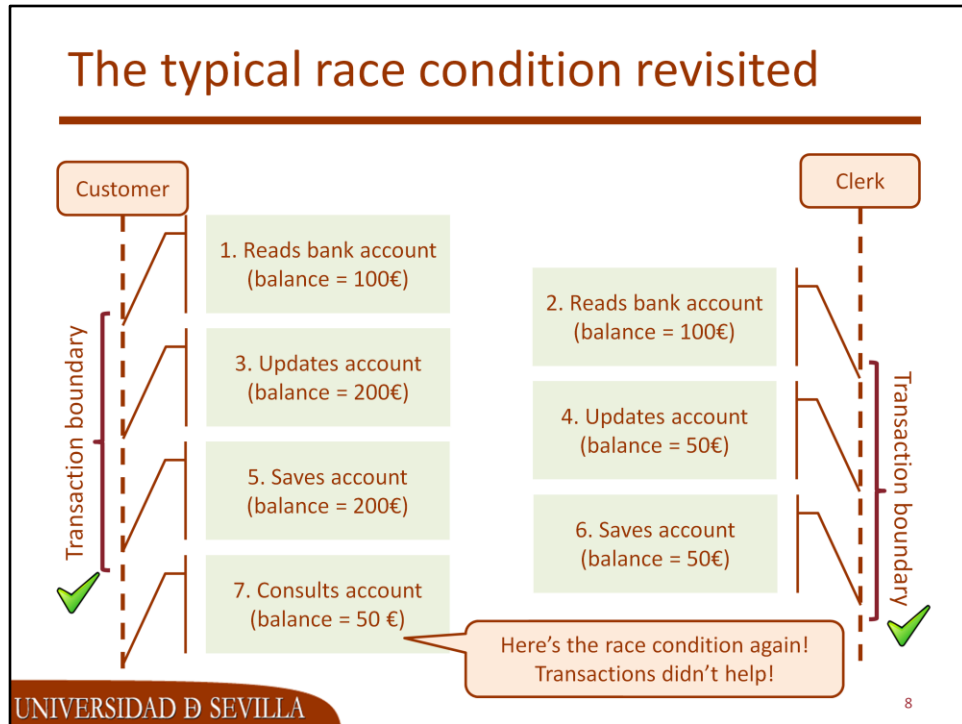 The typical race condition revisited
Customer
Clerk
1. Reads bank account
(balance = 100€)
2. Reads bank account
(balance = 100€)
3. Updates account
(balance = 200€)
4. Updates account
(balance = 50€)
5. Saves account
(balance = 200€)
6. Saves account
(balance = 50€)
7. Consults account
(balance = 50 €)
Transaction boundary
Transaction boundary
Here’s the race condition again!
Transactions didn’t help!
UNIVERSIDAD Ð SEVILLA
8